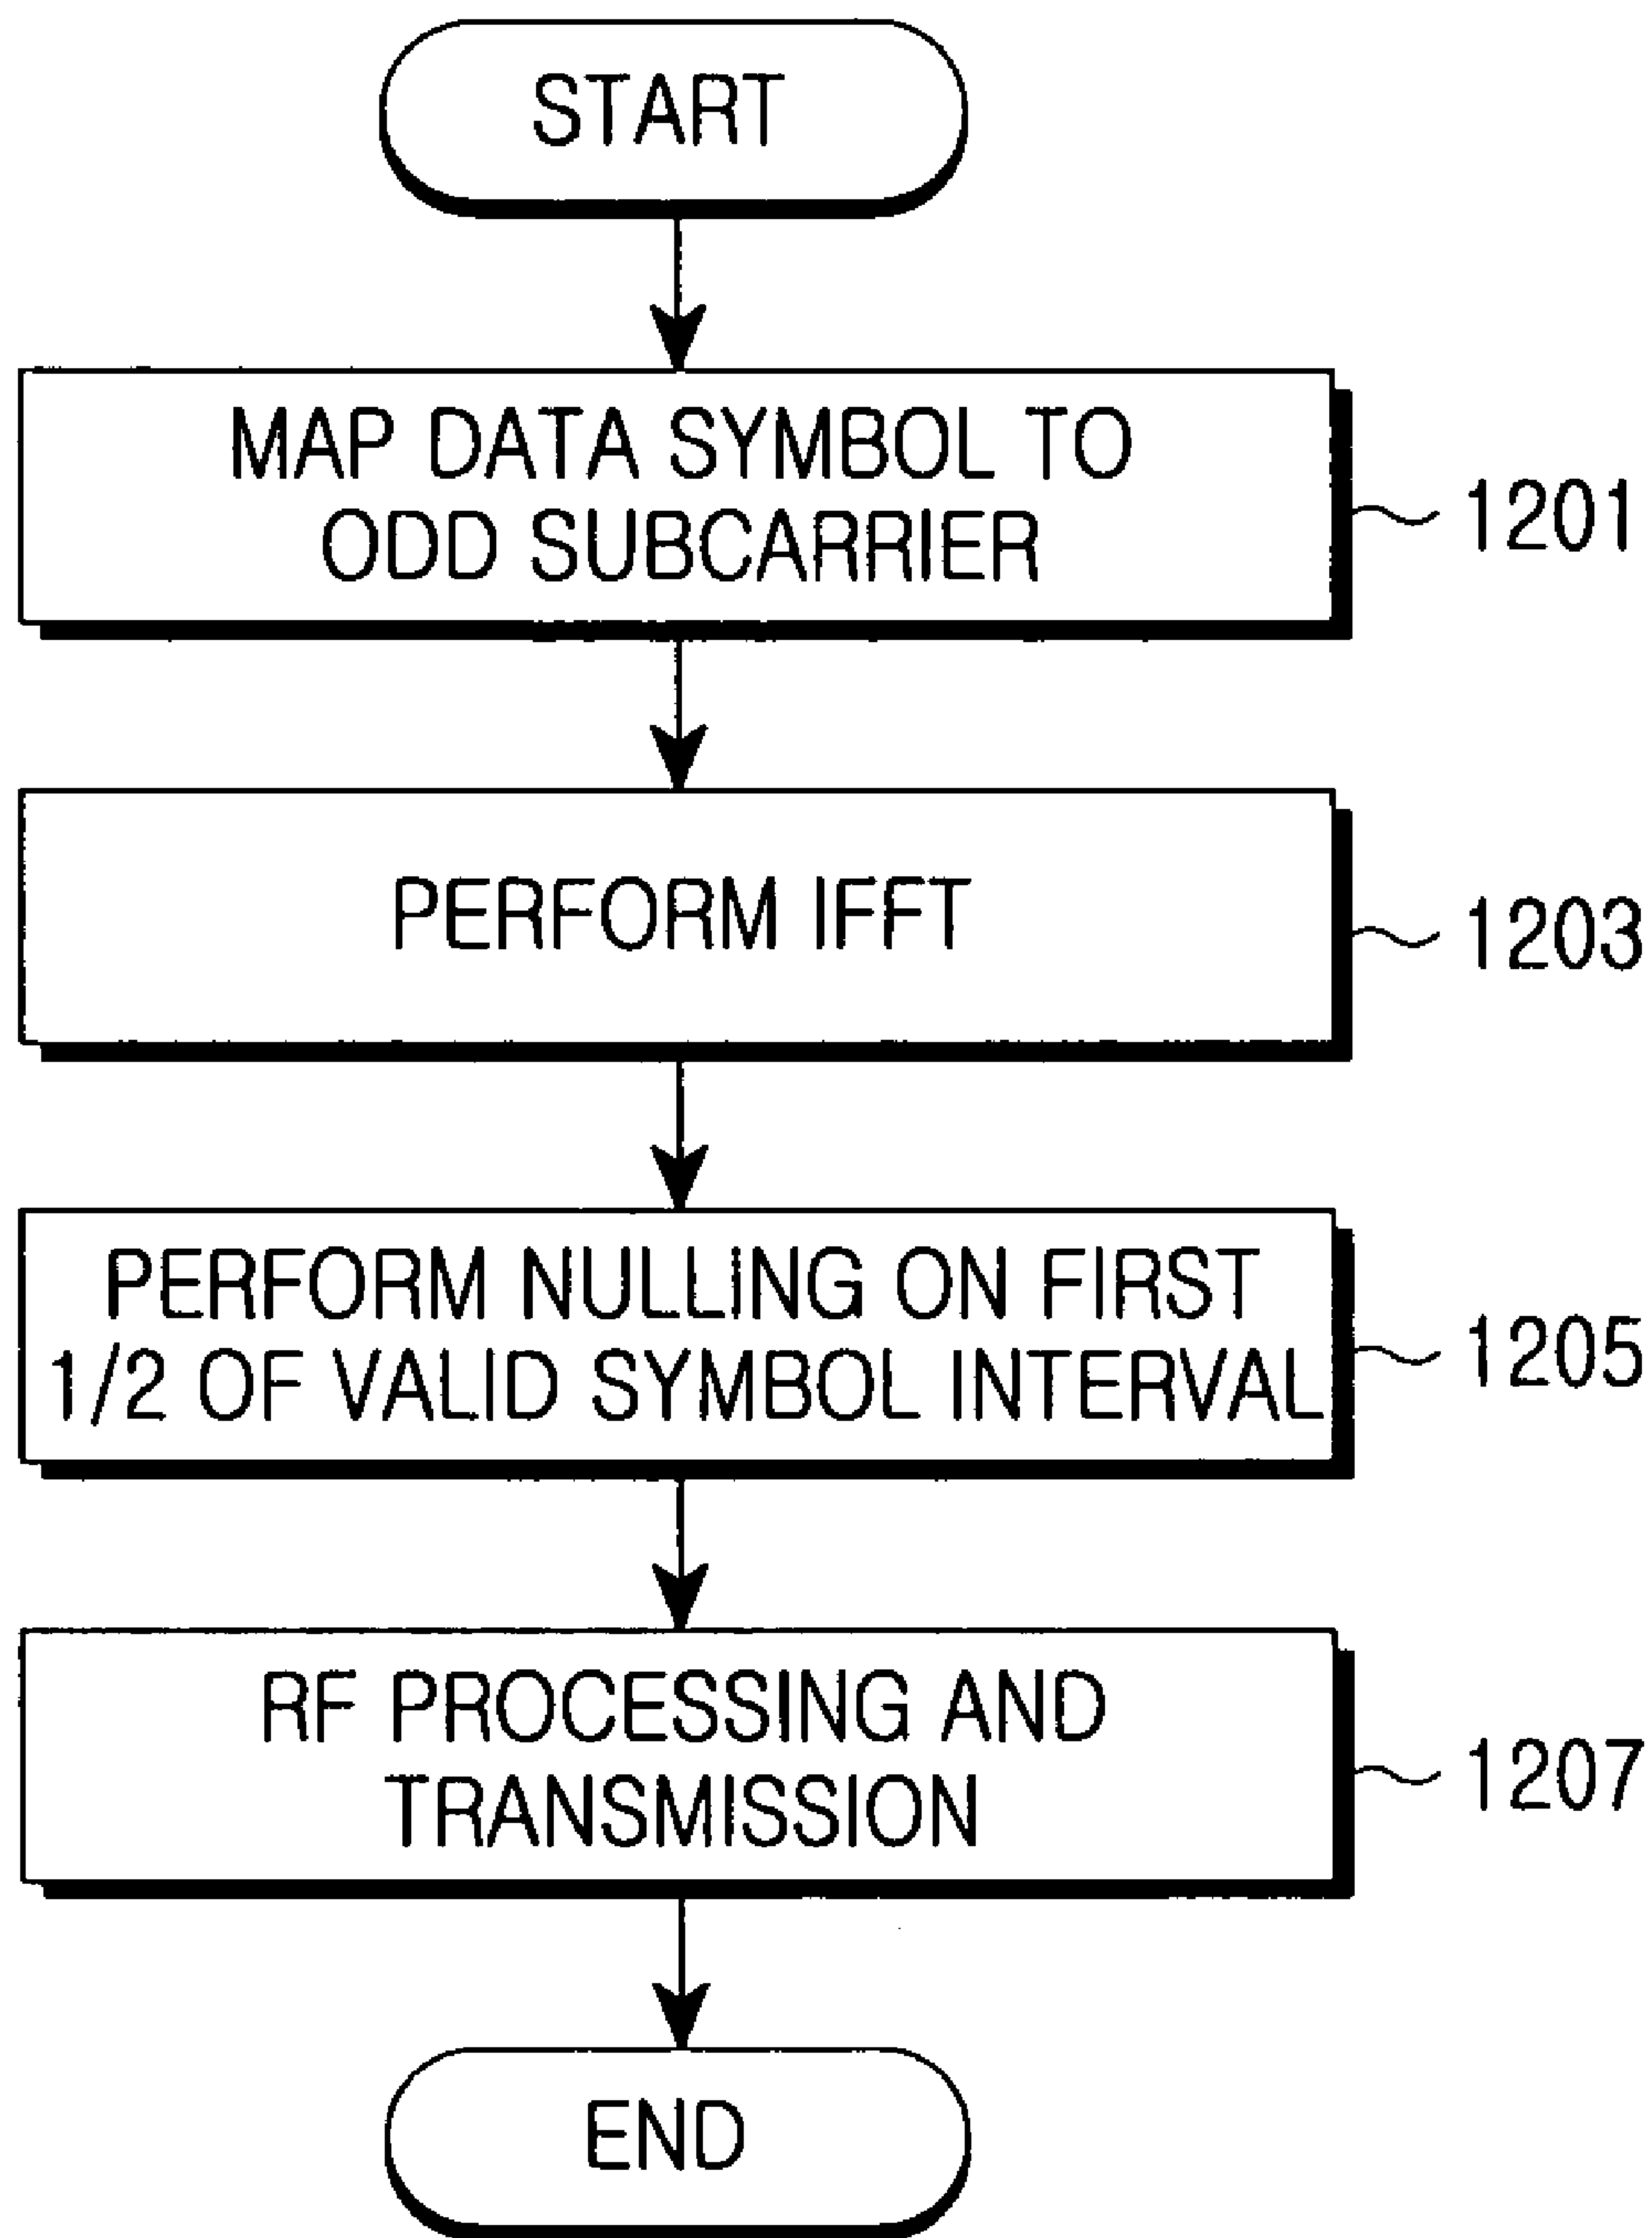 START
MAP DATA SYMBOL TO
ODD SUBCARRIER
1201
PERFORM IFFT
1203
PERFORM NULLING ON FIRST
1/2 OF VALID SYMBOL INTERVAL
1205
RF PROCESSING AND
TRANSMISSION
1207
END